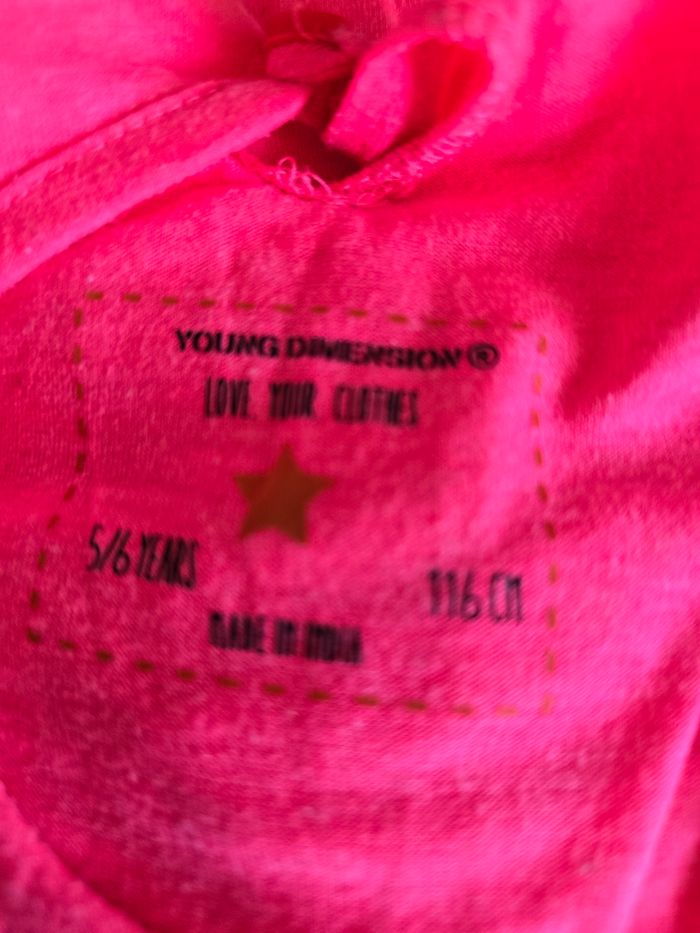 YOUNG DIMENSION®
LOVE YOUR CLOTHES
5/6 YEARS
116 CM
MADE IN INDIA